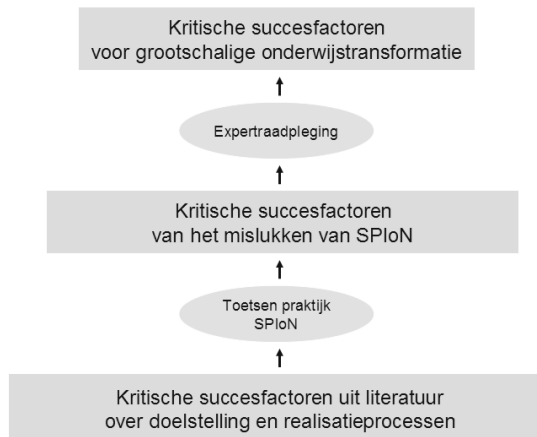 Kritische succesfactoren
voor grootschalige onderwijstransformatie
Expertraadpleging
Kritische succesfactoren
van het mislukken van SPIoN
Toetsen praktijk
SPIoN
Kritische succesfactoren uit literatuur
over doelstelling en realisatieprocessen